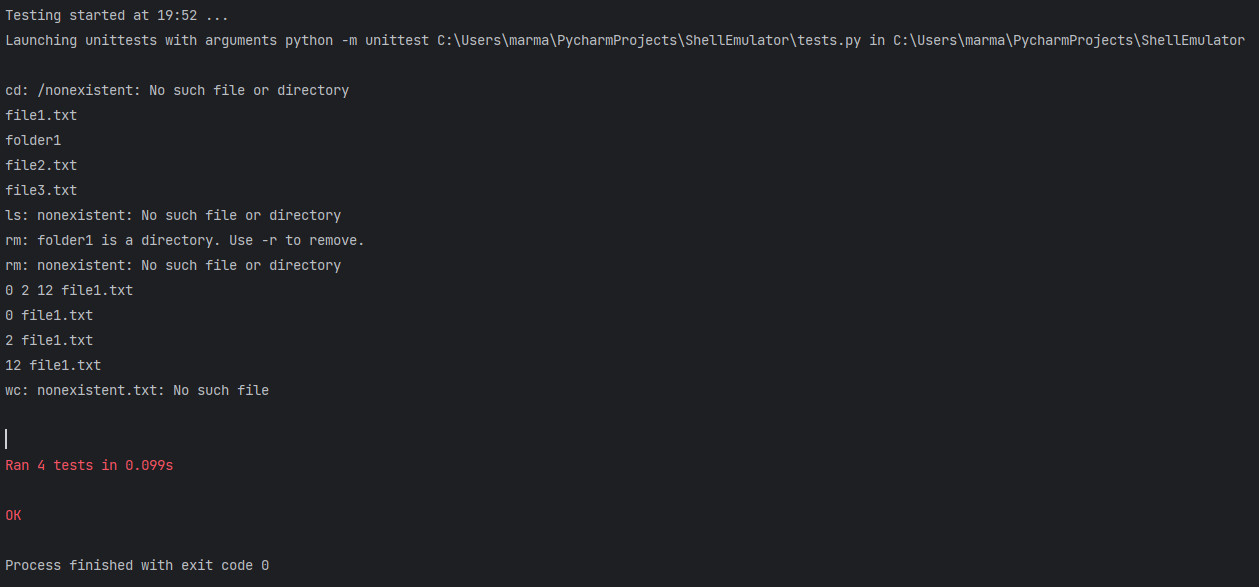 Testing started at 19:52 ...
Launching unittests with arguments python -m unittest C:\Users\marma\PycharmProjects\ShellEmulator\tests.py in C:\Users\marma\PycharmProjects\ShellEmulator
cd: /nonexistent: No such file or directory
file1.txt
folder1
file2.txt
file3.txt
ls: nonexistent: No such file or directory
rm: folder1 is a directory. Use -r to remove.
rm: nonexistent: No such file or directory
0 2 12 file1.txt
0 file1.txt
2 file1.txt
12 file1.txt
wc: nonexistent.txt: No such file
Ran 4 tests in 0.099s
OK
Process finished with exit code 0